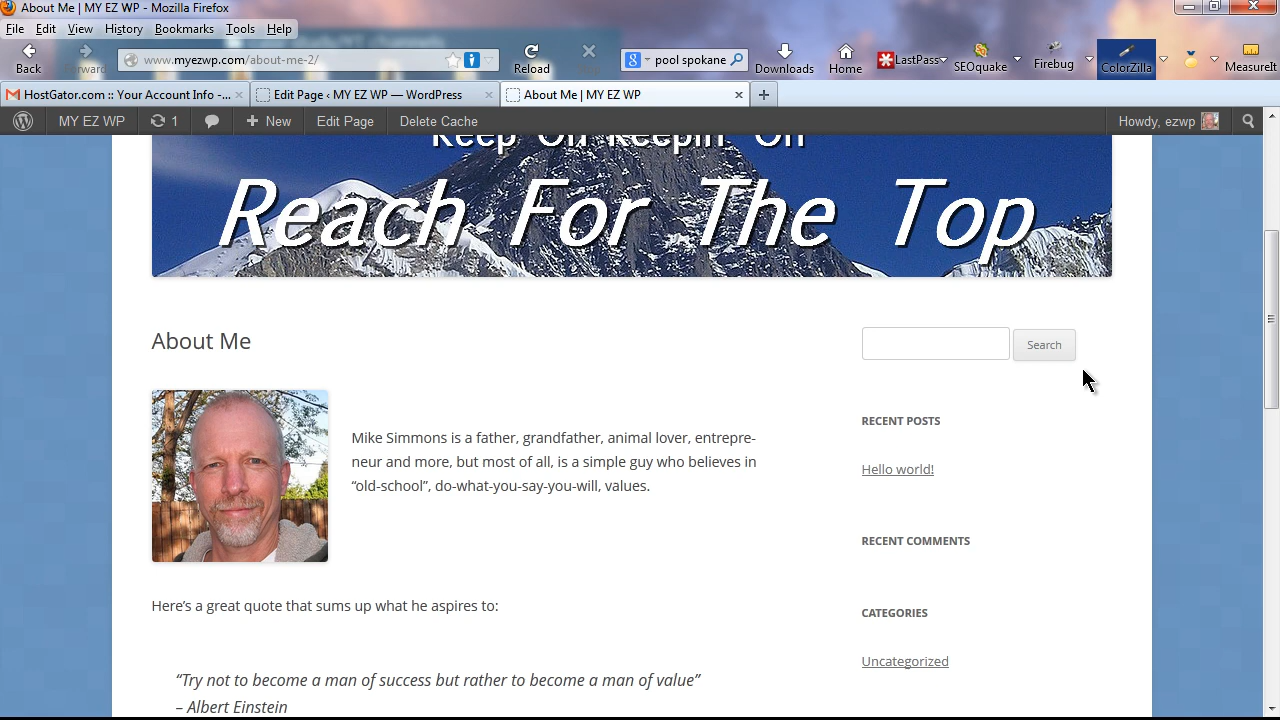 About Me | MY EZ WP - Mozilla Firefox
File Edit View History Bookmarks Tools Help
Back Forward www.myezwp.com/about-me-2/ Reload pool spokane Downloads Home LastPass SEOquake Firebug ColorZilla MeasureIt
HostGator.com :: Your Account Info -... Edit Page ‹ MY EZ WP — WordPress About Me | MY EZ WP
MY EZ WP 1 New Edit Page Delete Cache Howdy, ezwp
Keep On Keepin' On
Reach For The Top
About Me
Search
Mike Simmons is a father, grandfather, animal lover, entrepre-
neur and more, but most of all, is a simple guy who believes in
“old-school”, do-what-you-say-you-will, values.
RECENT POSTS
Hello world!
RECENT COMMENTS
Here’s a great quote that sums up what he aspires to:
CATEGORIES
Uncategorized
“Try not to become a man of success but rather to become a man of value”
– Albert Einstein